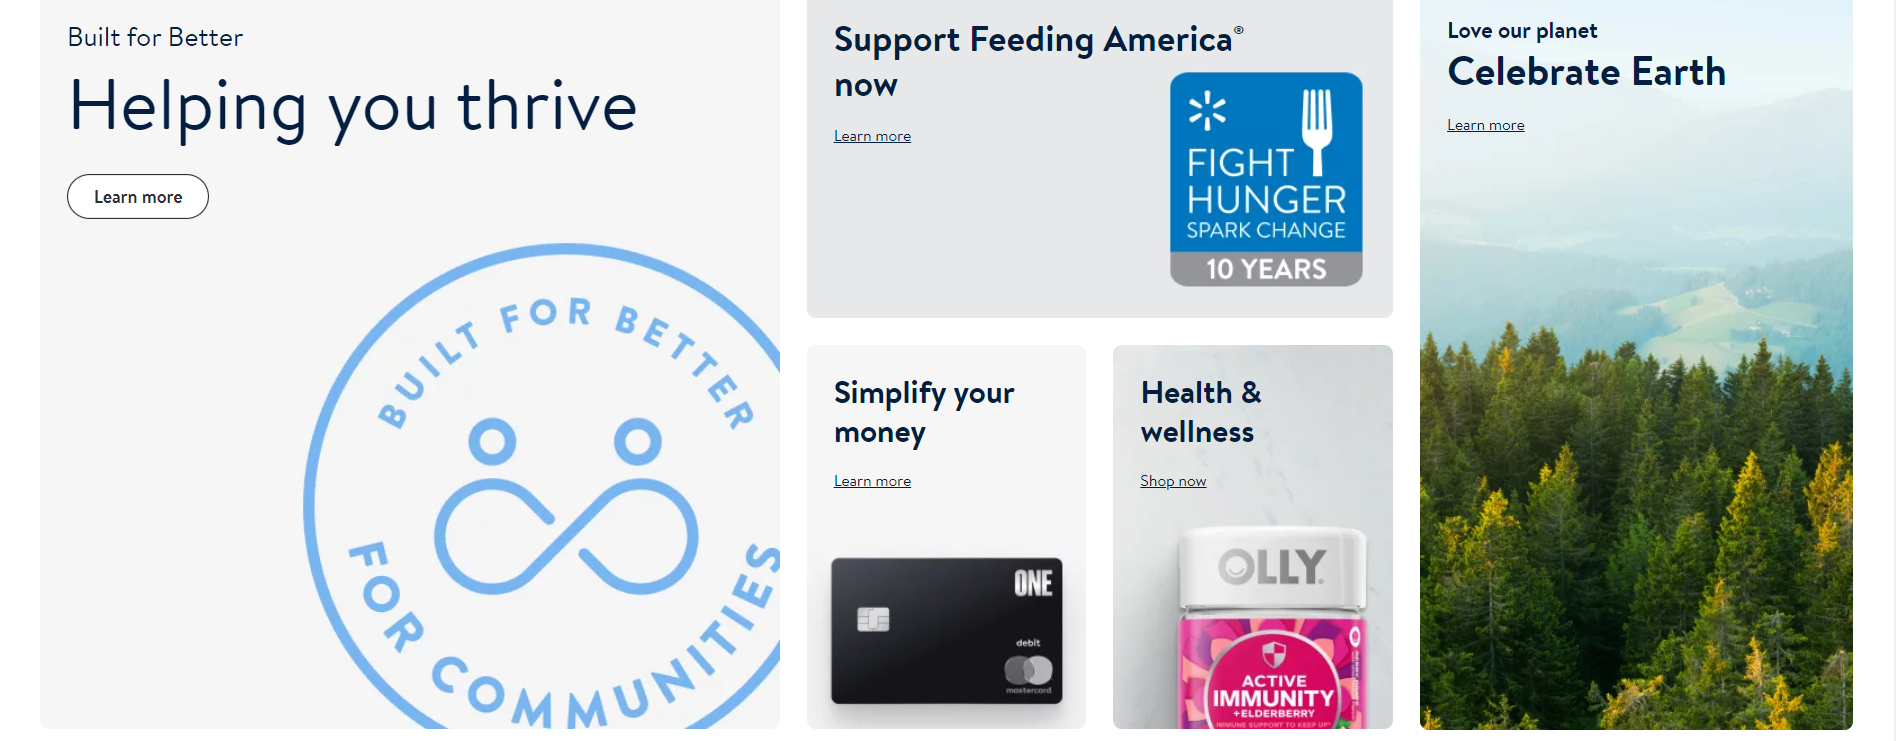 Built for Better
Helping you thrive
Learn more
BUILT FOR BETTER
FOR COMMUNITIES
Support Feeding America®
now
Learn more
FIGHT
HUNGER
SPARK CHANGE
10 YEARS
Simplify your
money
Learn more
ONE
debit
mastercard
Health &
wellness
Shop now
OLLY
ACTIVE
IMMUNITY
+ELDERBERRY
IMMUNE SUPPORT TO KEEP UP
Love our planet
Celebrate Earth
Learn more